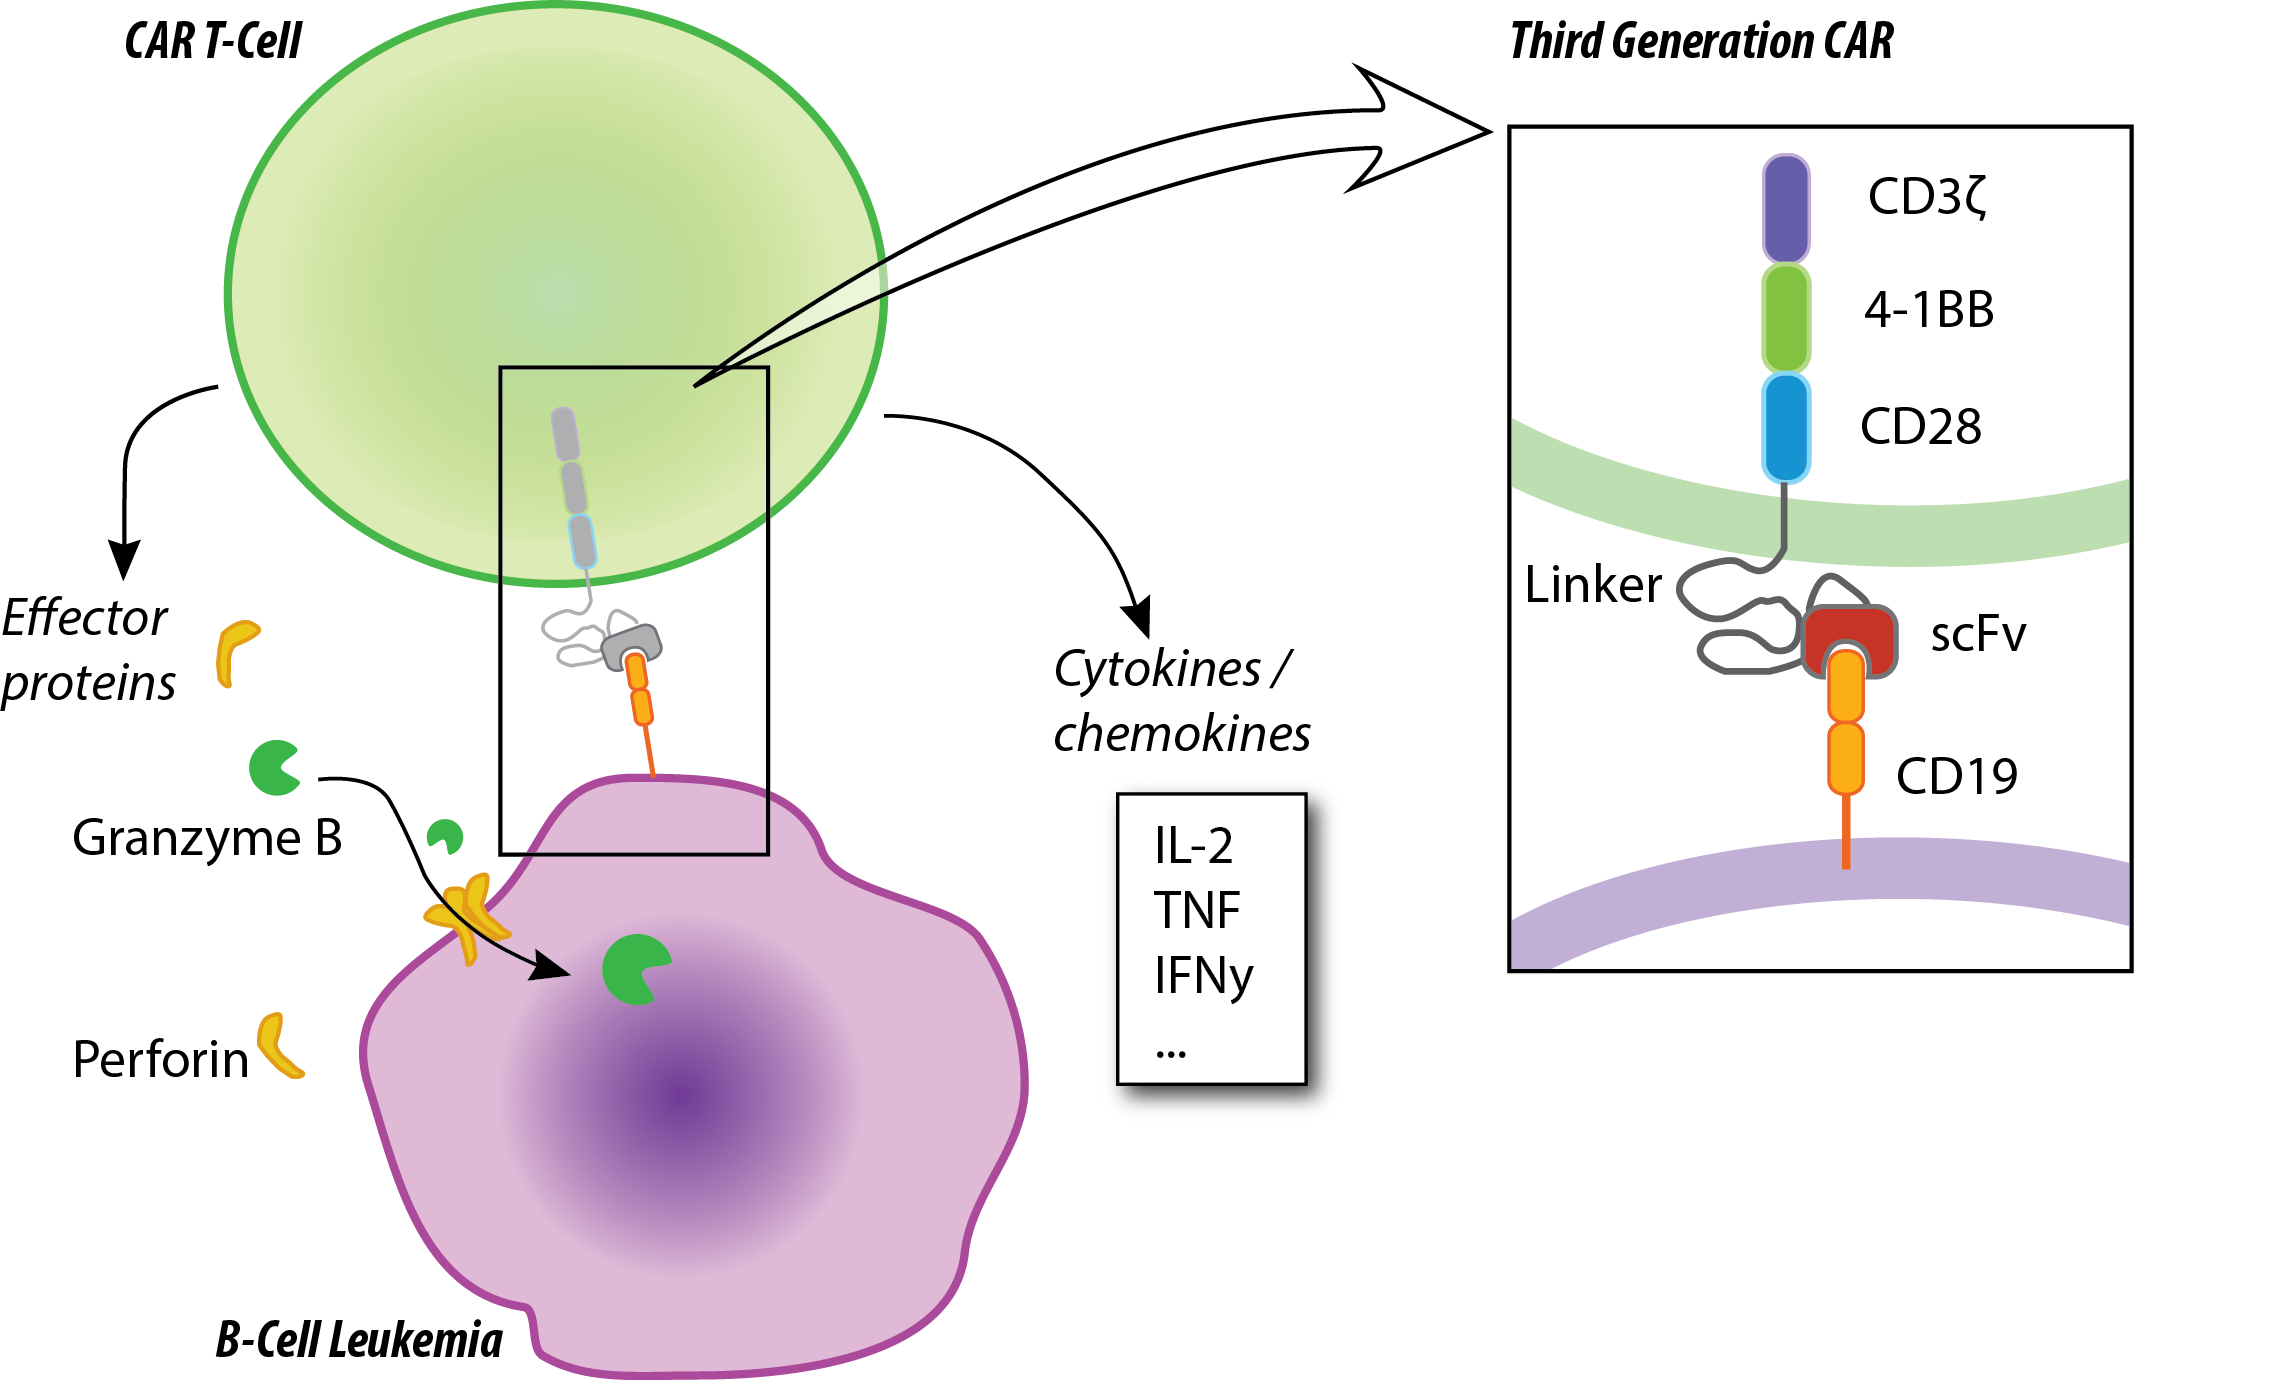 CAR T-Cell
Third Generation CAR
CD3ζ
4-1BB
CD28
Linker
scFv
CD19
Effector
proteins
Cytokines /
chemokines
Granzyme B
IL-2
TNF
IFNy
...
Perforin
B-Cell Leukemia